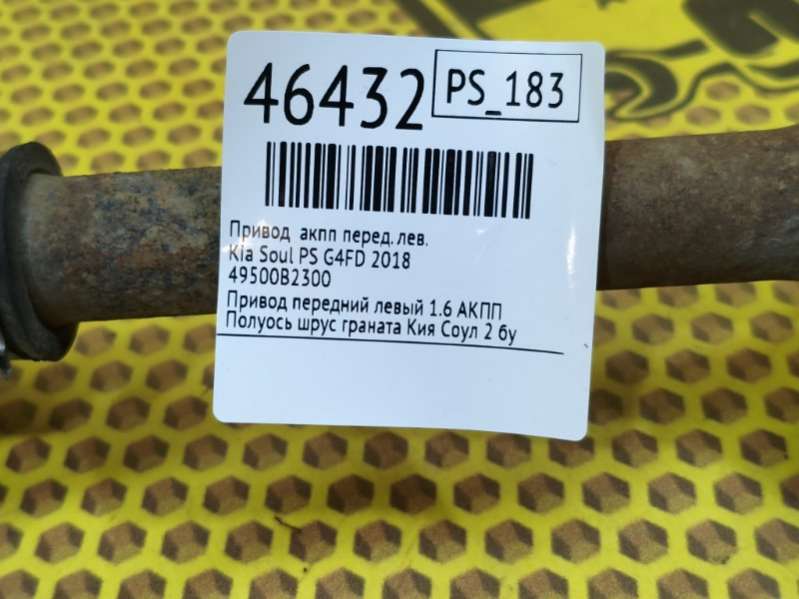 46432
PS_183
Привод акпп перед. лев.
Kia Soul PS G4FD 2018
49500B2300
Привод передний левый 1.6 АКПП
Полуось шрус граната Кия Соул 2 бу